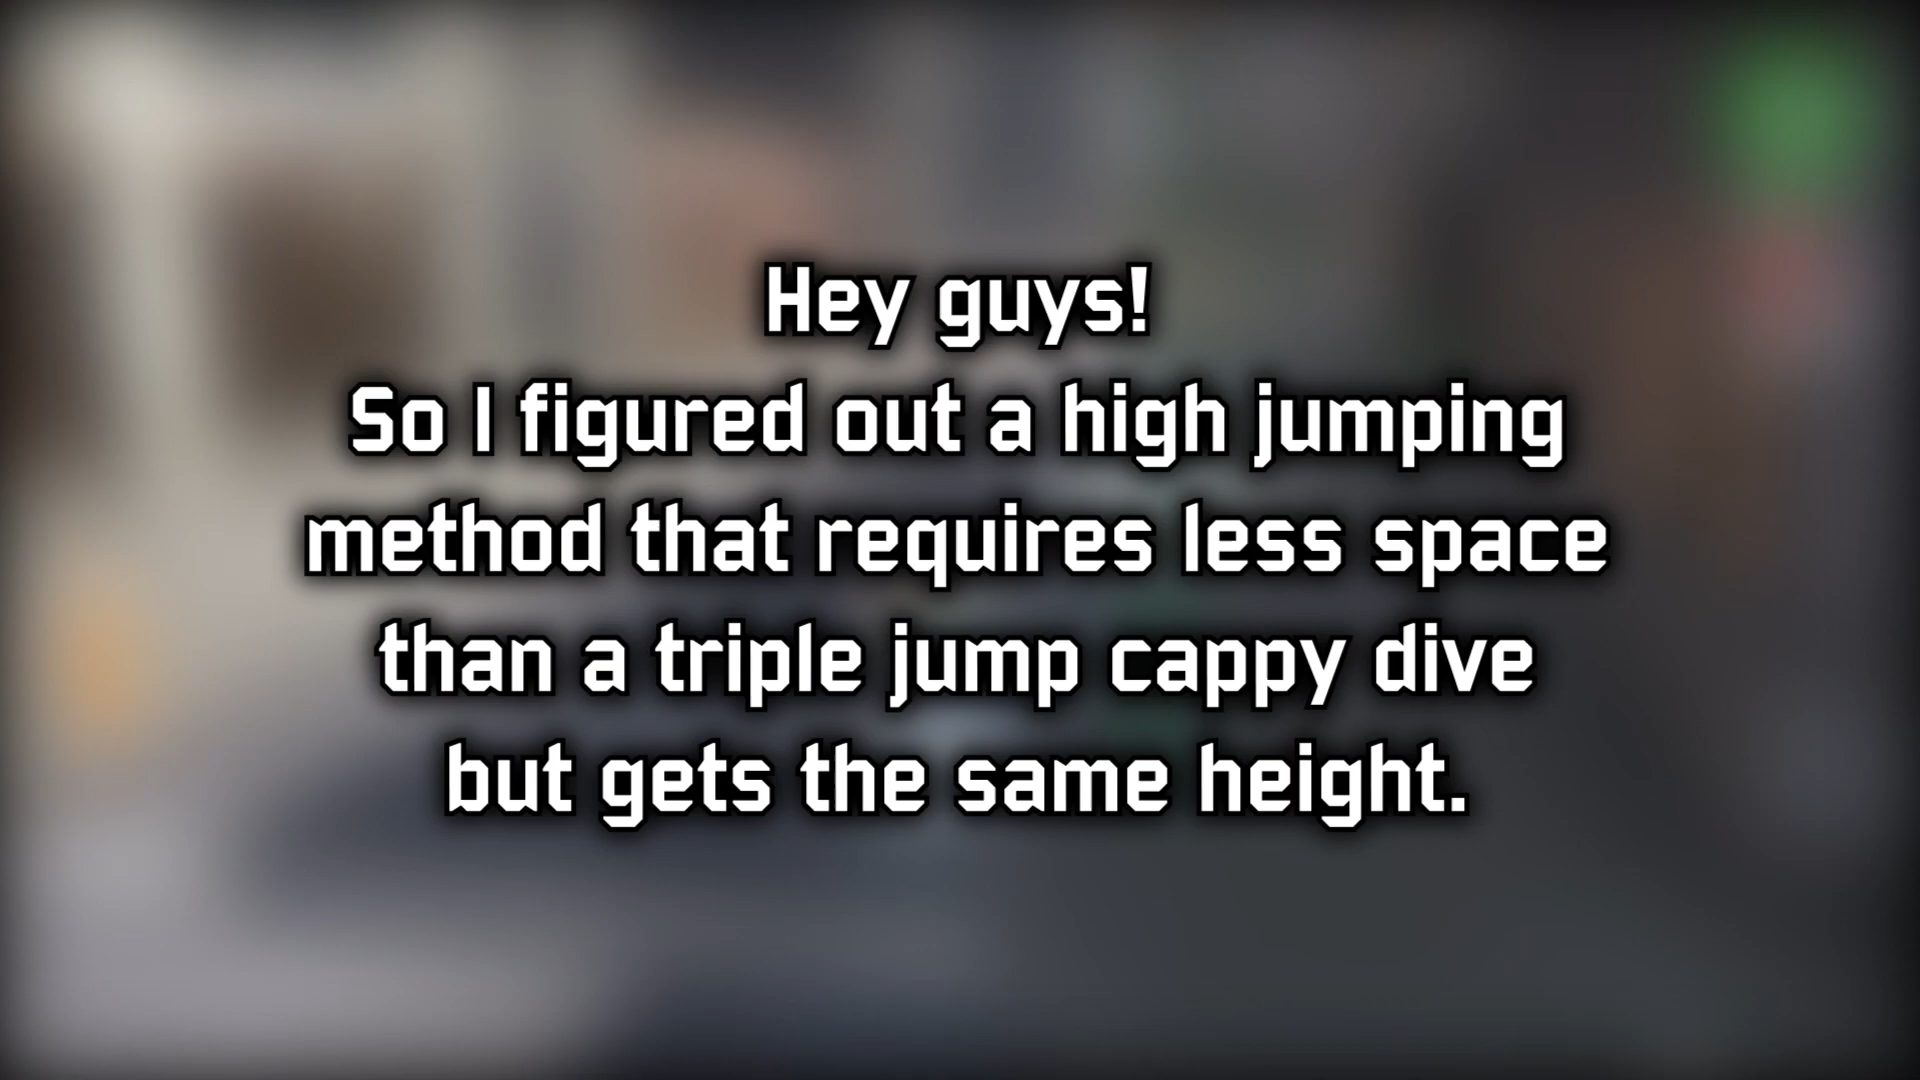 Hey guys!
So I figured out a high jumping
method that requires less space
than a triple jump cappy dive
but gets the same height.